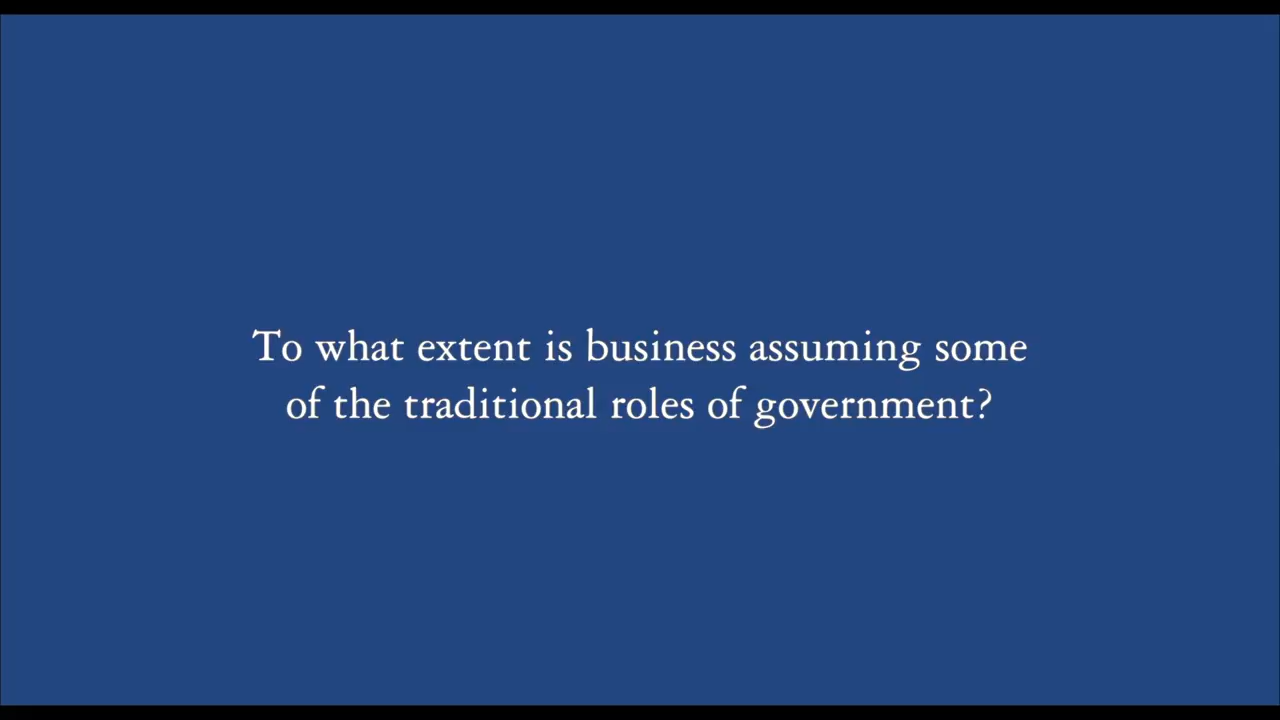 To what extent is business assuming some
of the traditional roles of government?